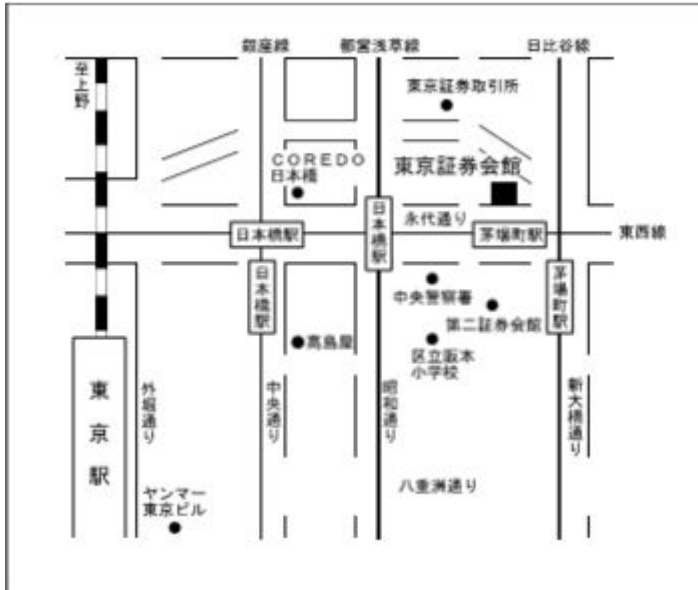 銀座線
都営浅草線
日比谷線
至上野
東京証券取引所
COREDO
日本橋
東京証券会館
永代通り
日本橋駅
日本橋駅
茅場町駅
東西線
日本橋駅
茅場町駅
中央警察署
第二証券会館
高島屋
区立阪本
小学校
東京駅
外堀通り
中央通り
昭和通り
新大橋通り
八重洲通り
ヤンマー
東京ビル